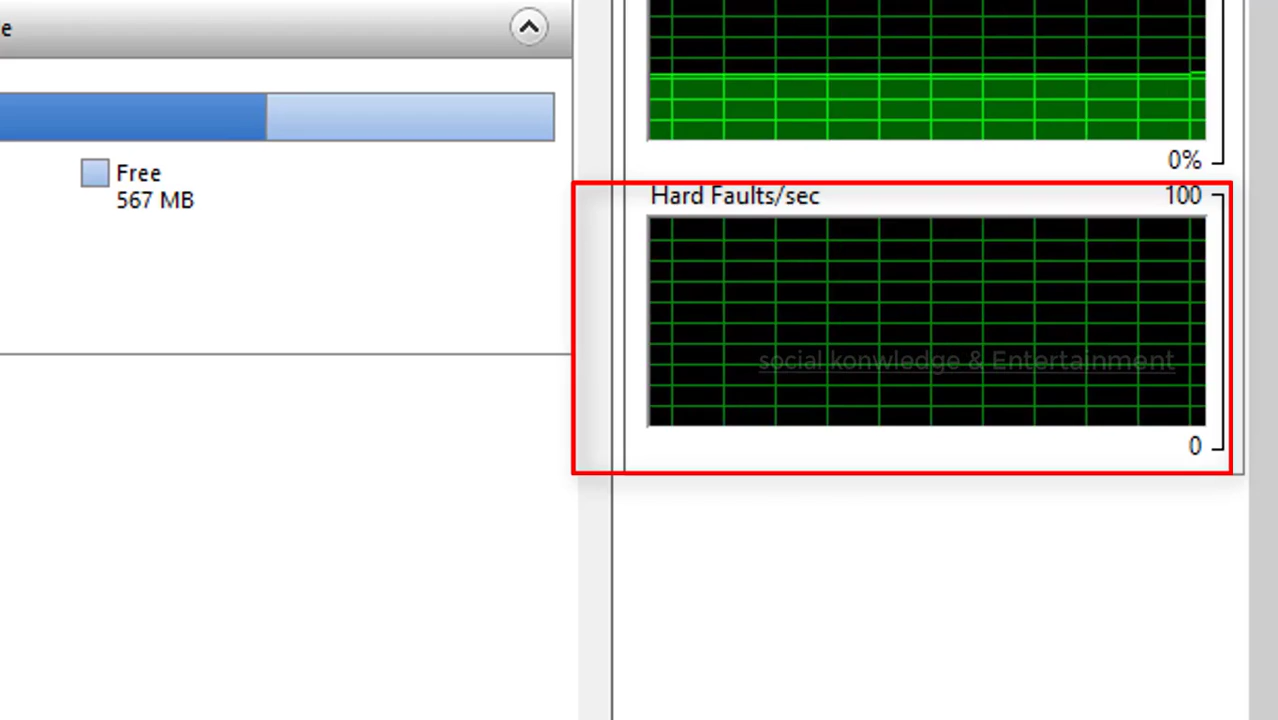 e
Free
567 MB
0%
Hard Faults/sec 100
social konwledge & Entertainment
0